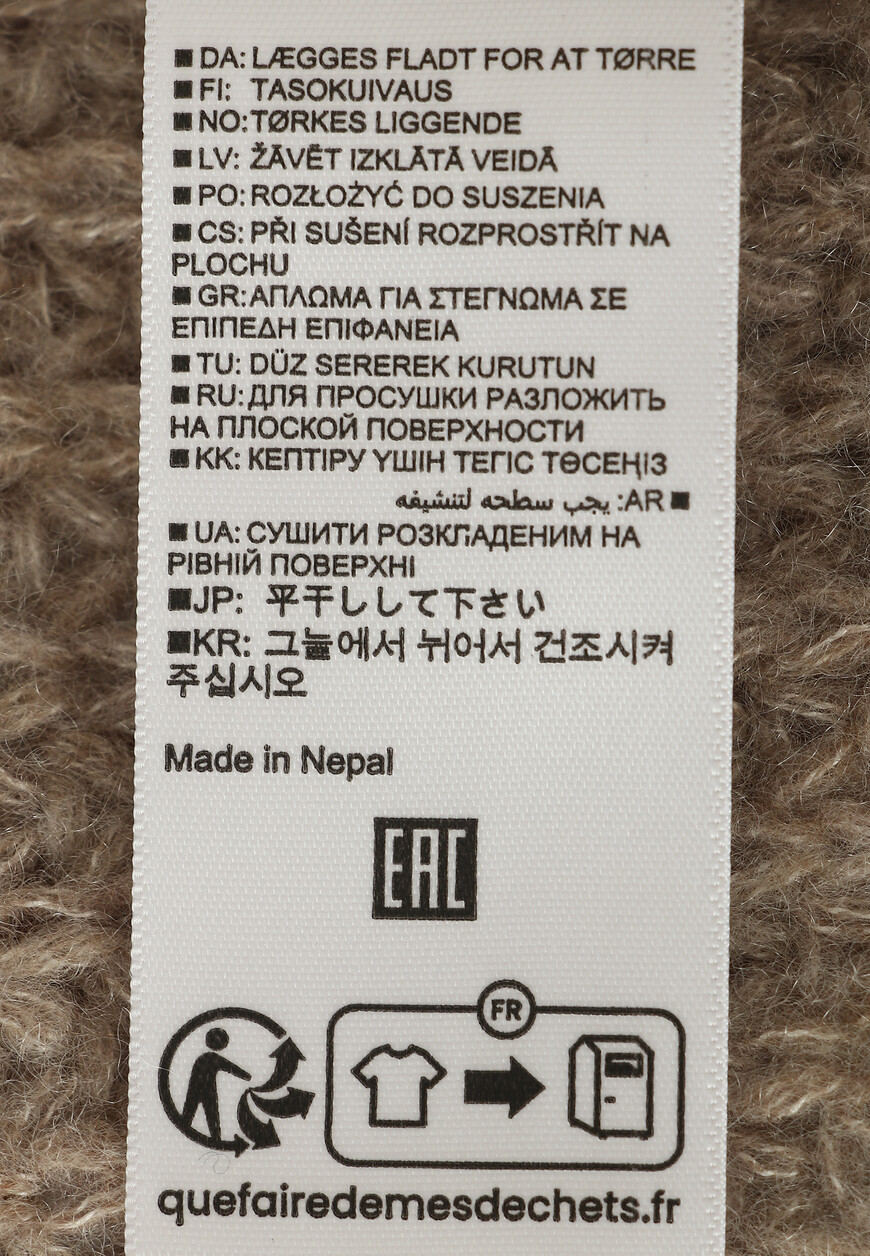 ■ DA: LÆGGES FLADT FOR AT TØRRE
■ FI: TASOKUIVAUS
■ NO:TØRKES LIGGENDE
■ LV: ŽĀVĒT IZKLĀTĀ VEIDĀ
■ PO: ROZŁOŻYĆ DO SUSZENIA
■ CS: PŘI SUŠENÍ ROZPROSTŘÍT NA
PLOCHU
■ GR:ΑΠΛΩΜΑ ΓΙΑ ΣΤΕΓΝΩΜΑ ΣΕ
ΕΠΙΠΕΔΗ ΕΠΙΦΑΝΕΙΑ
■ TU: DÜZ SEREREK KURUTUN
■ RU:ДЛЯ ПРОСУШКИ РАЗЛОЖИТЬ
НА ПЛОСКОЙ ПОВЕРХНОСТИ
■ KK: КЕПТІРУ ҮШІН ТЕГІС ТӨСЕҢІЗ
■ AR: يجب سطحه لتنشيفه
■ UA: СУШИТИ РОЗКЛАДЕНИМ НА
РІВНІЙ ПОВЕРХНІ
■JP: 平干ししして下さい
■KR: 그늘에서 뉘어서 건조시켜
주십시오
Made in Nepal
EAC
FR
quefairedemesdechets.fr